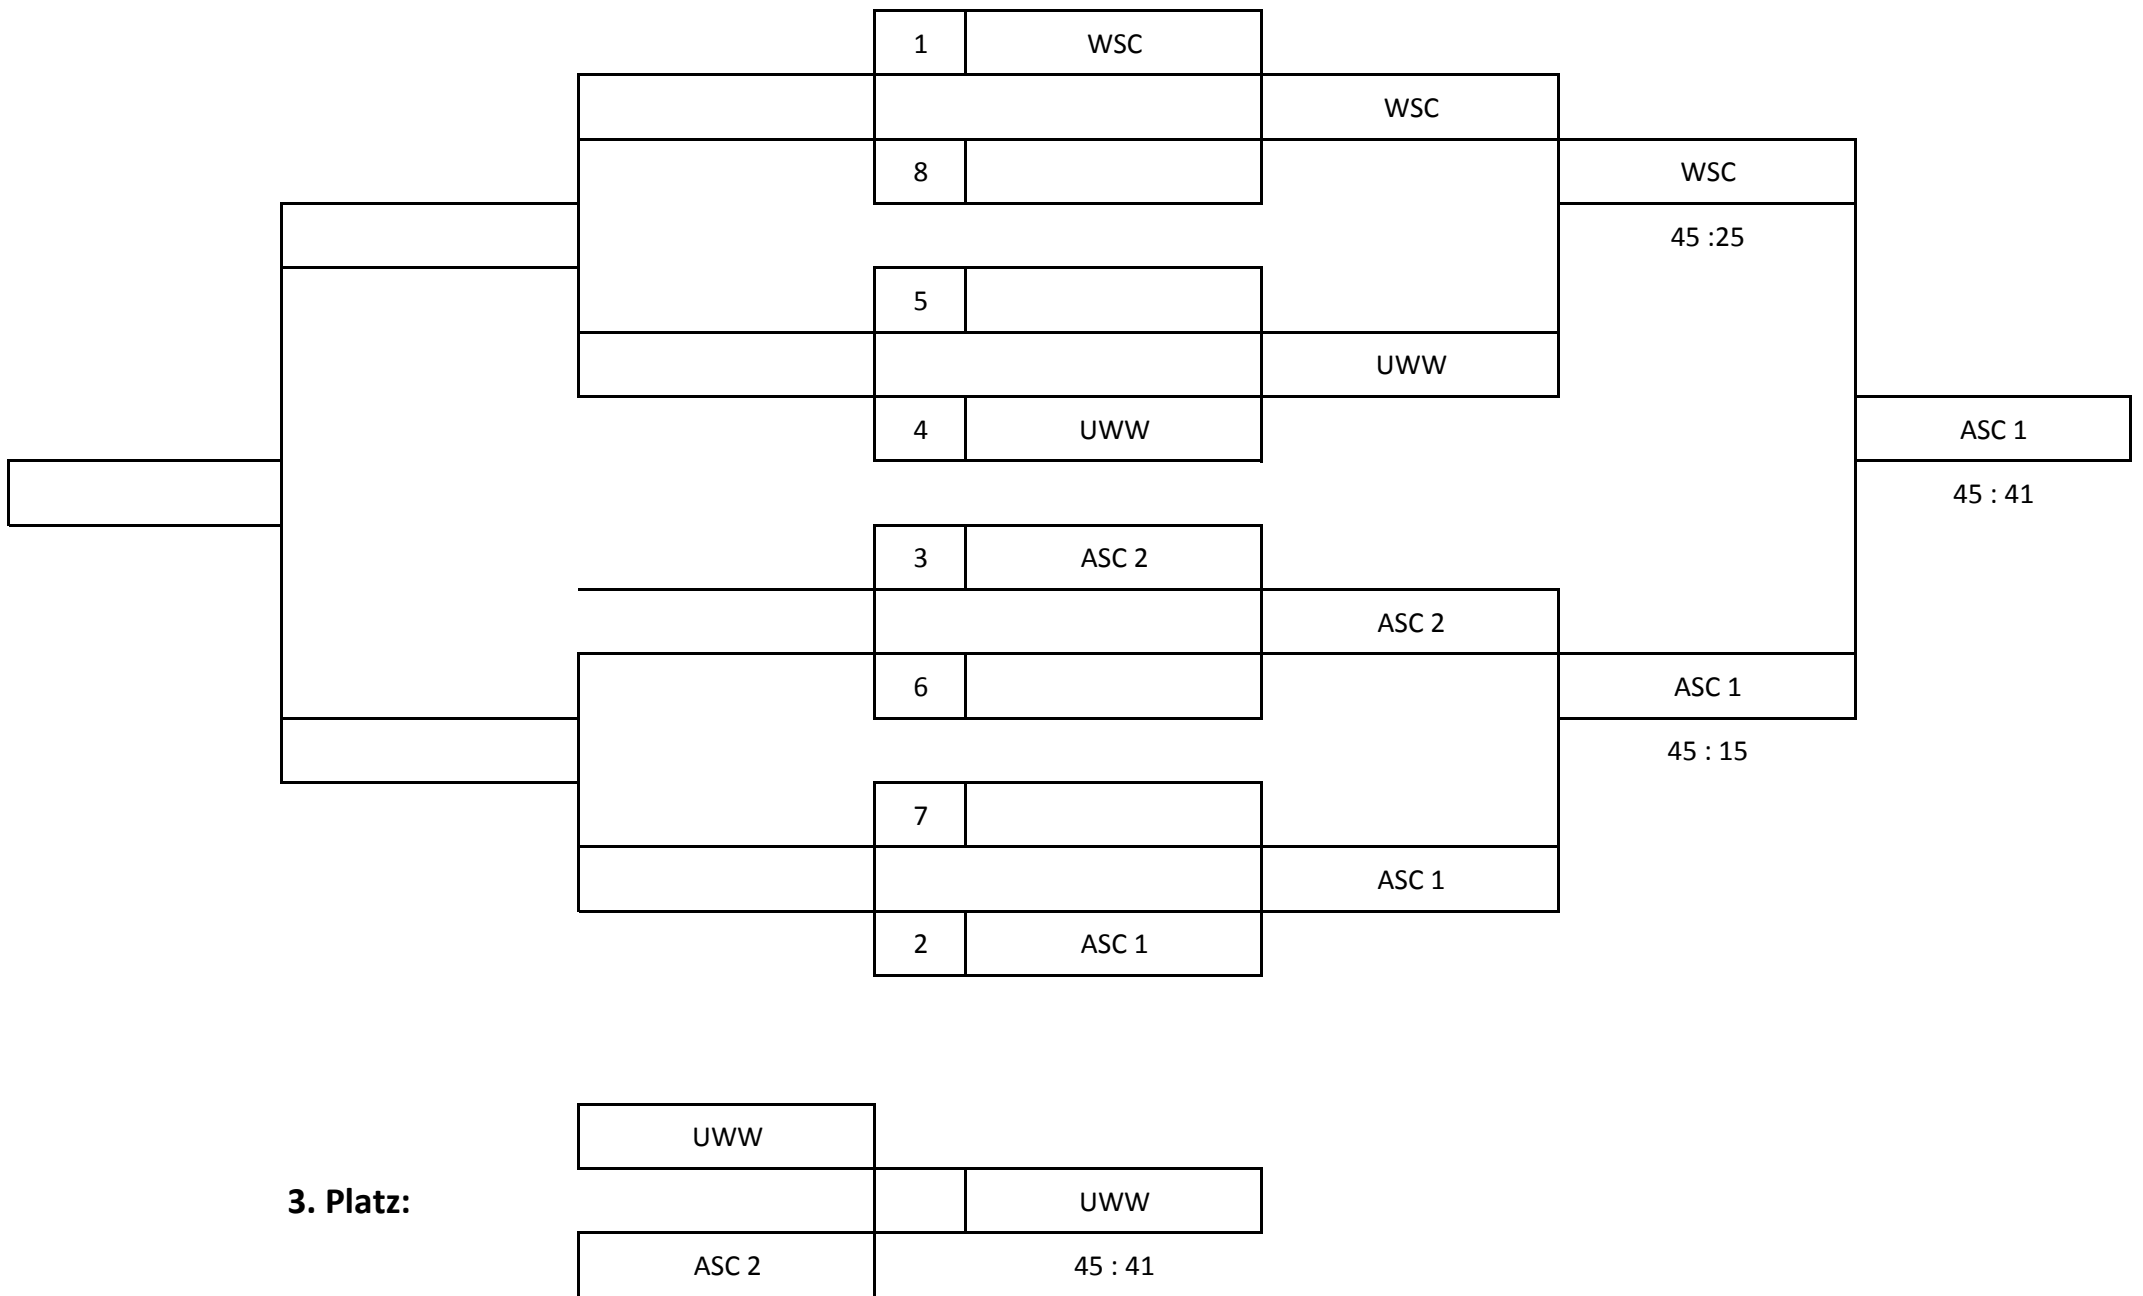 1 WSC
WSC
8 WSC
45 :25
5
UWW
4 UWW ASC 1
45 : 41
3 ASC 2
ASC 2
6 ASC 1
45 : 15
7
ASC 1
2 ASC 1
UWW
3. Platz: UWW
ASC 2 45 : 41